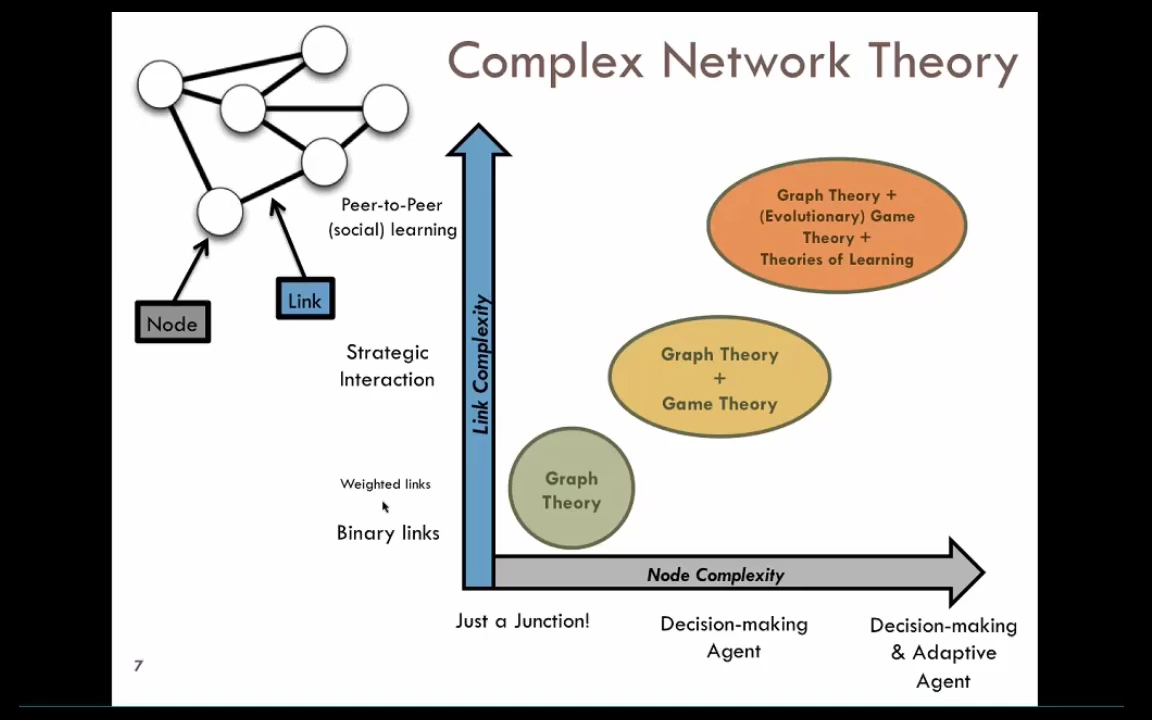 Complex Network Theory
Node
Link
Peer-to-Peer
(social) learning
Strategic
Interaction
Weighted links
Binary links
Link Complexity
Graph Theory +
(Evolutionary) Game
Theory +
Theories of Learning
Graph Theory
+
Game Theory
Graph
Theory
Node Complexity
Just a Junction!
Decision-making
Agent
Decision-making
& Adaptive
Agent
7